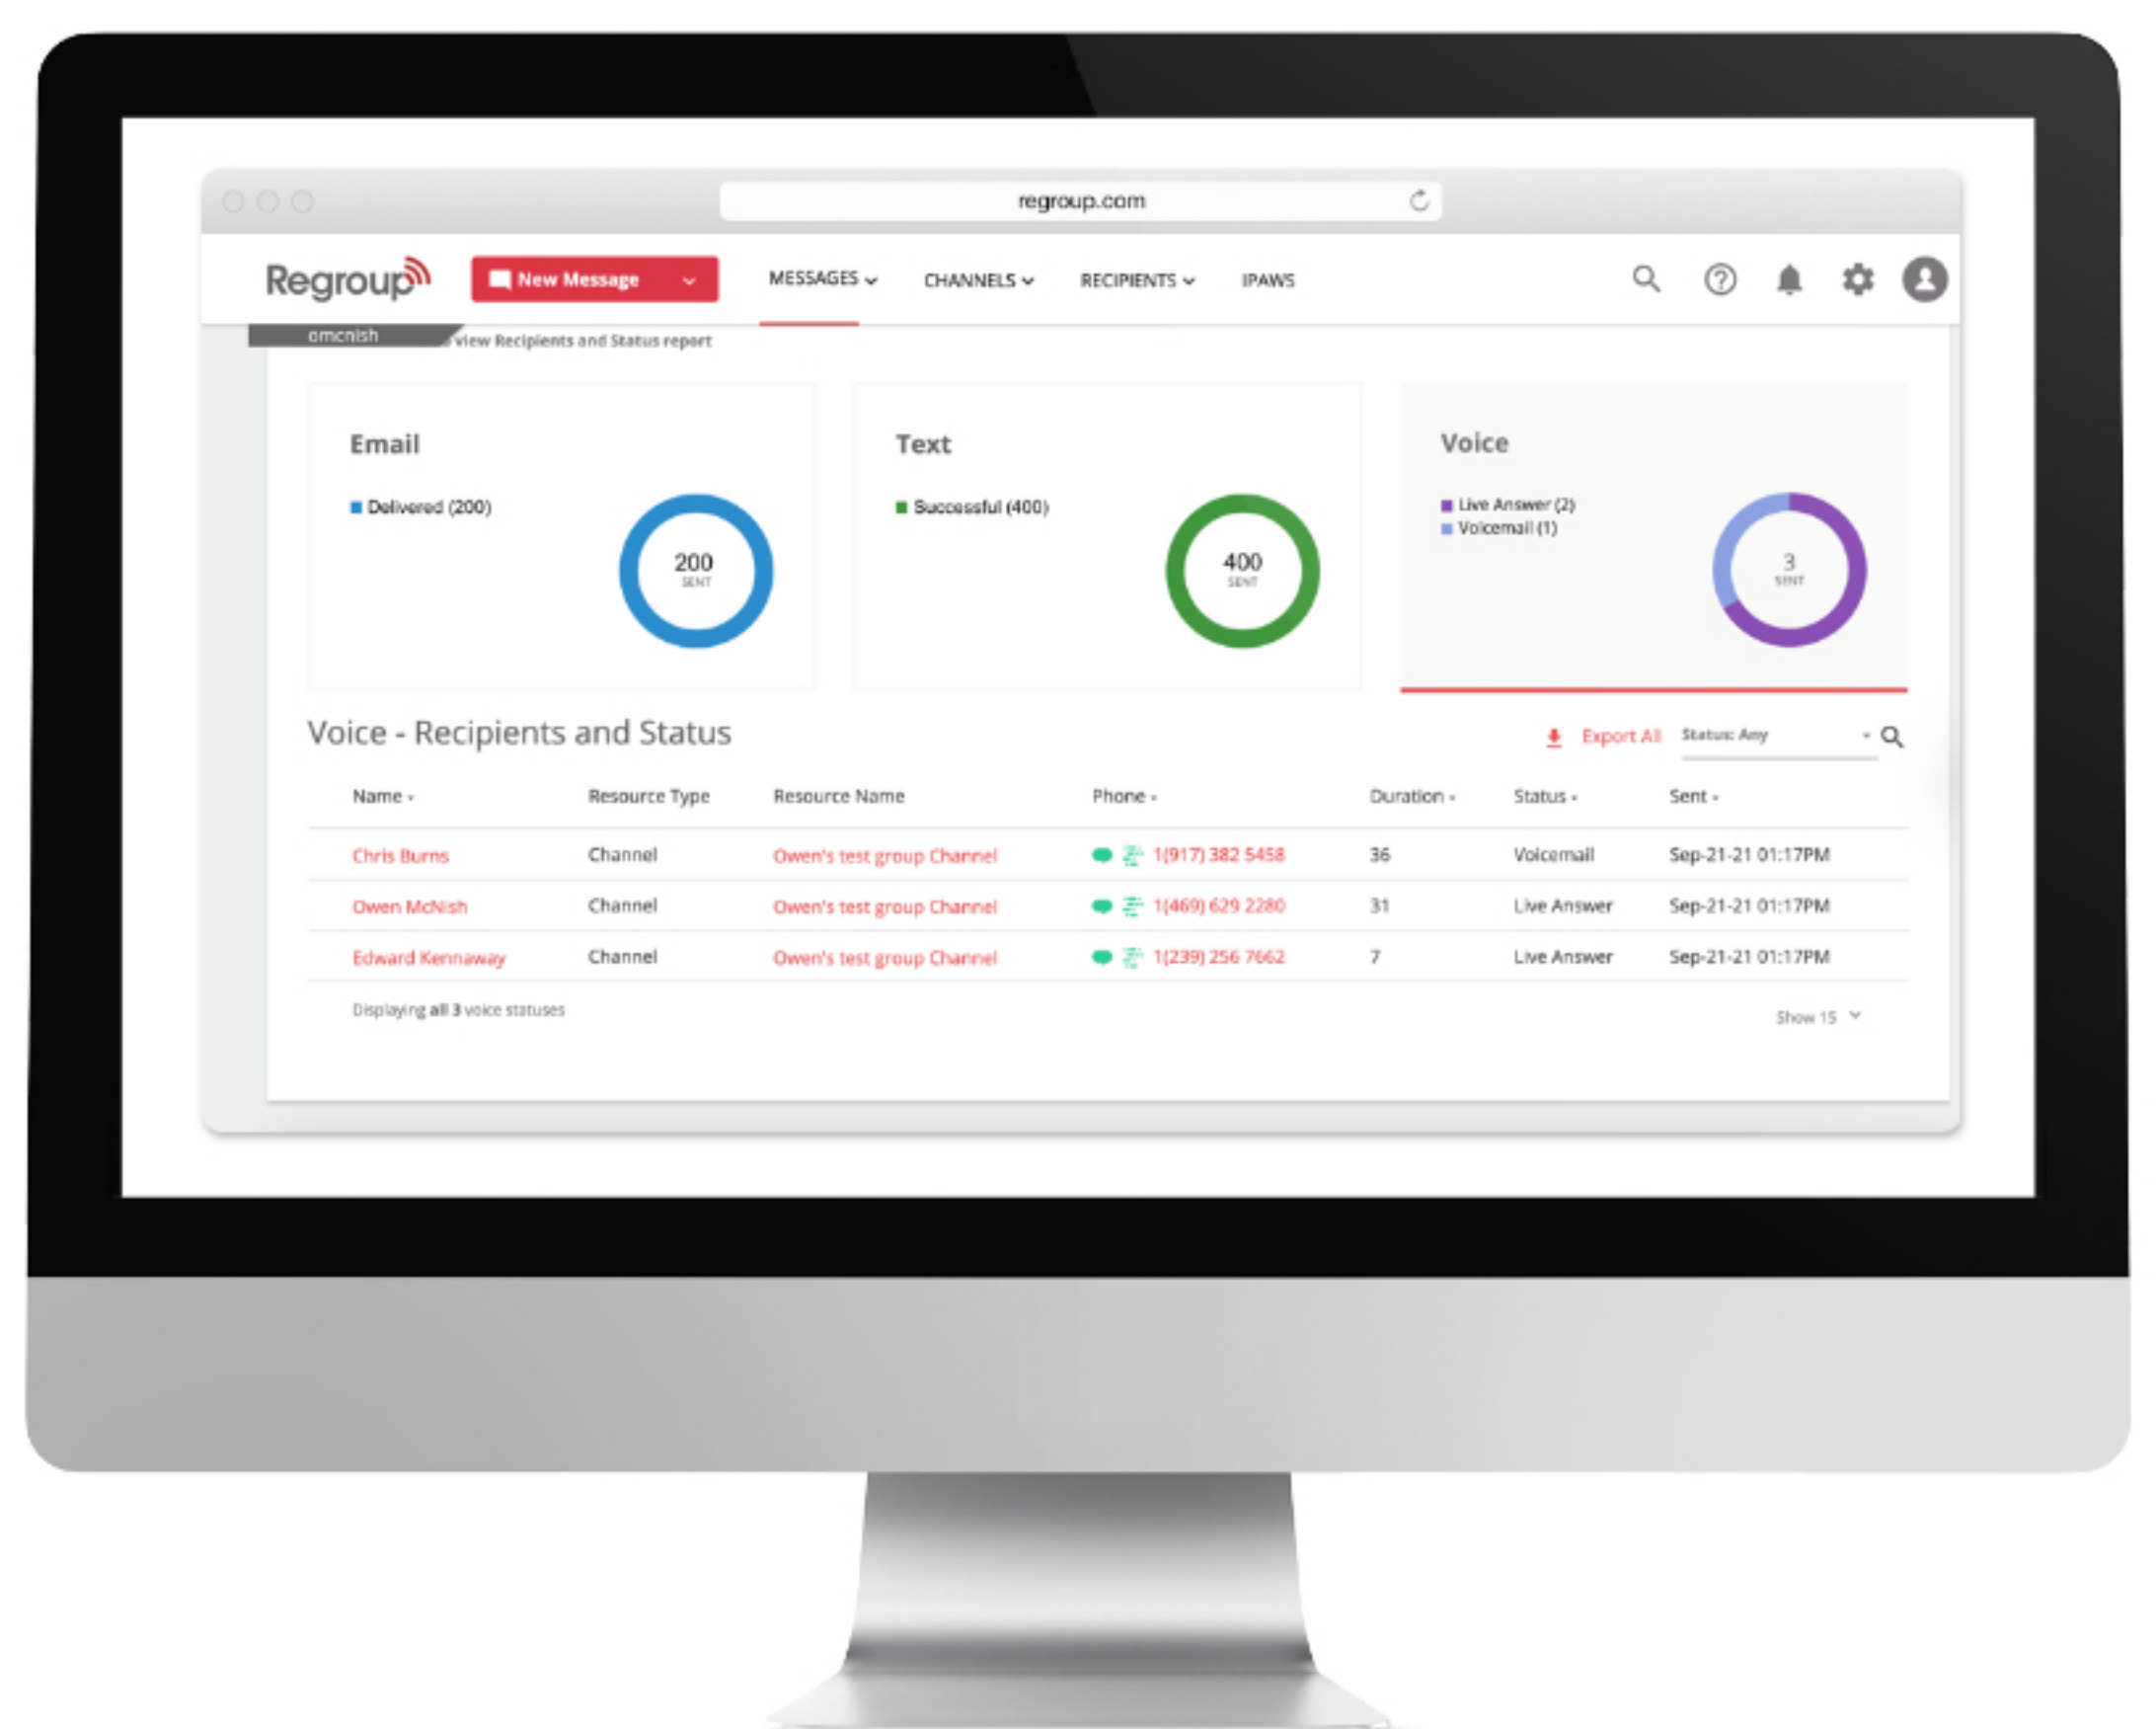 regroup.com
Regroup
New Message
MESSAGES
CHANNELS
RECIPIENTS
IPAWS
omcnish
view Recipients and Status report
Email
Delivered (200)
200
SENT
Text
Successful (400)
400
SENT
Voice
Live Answer (2)
Voicemail (1)
3
SENT
Voice - Recipients and Status
Export All
Status: Any
Name Resource Type Resource Name Phone Duration Status Sent
Chris Burns Channel Owen's test group Channel 1(917) 382 5458 36 Voicemail Sep-21-21 01:17PM
Owen McNish Channel Owen's test group Channel 1(469) 629 2280 31 Live Answer Sep-21-21 01:17PM
Edward Kennaway Channel Owen's test group Channel 1(239) 256 7662 7 Live Answer Sep-21-21 01:17PM
Displaying all 3 voice statuses
Show 15